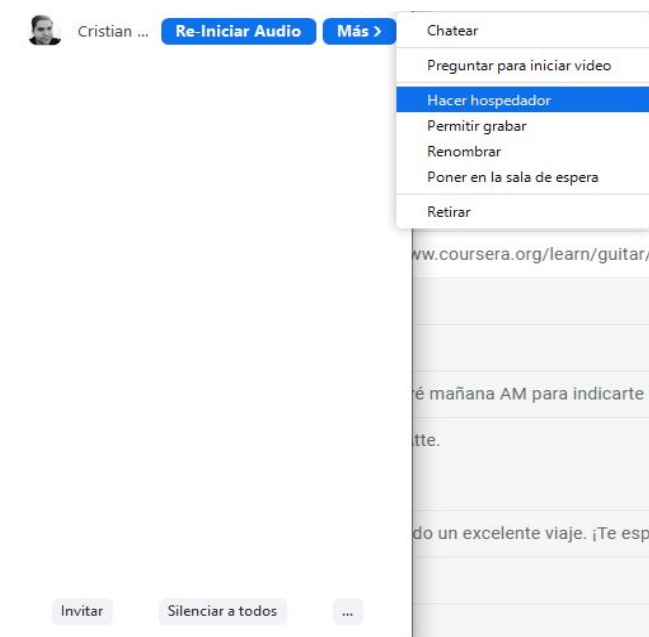 Cristian ...
Re-Iniciar Audio
Más >
Chatear
Preguntar para iniciar video
Hacer hospedador
Permitir grabar
Renombrar
Poner en la sala de espera
Retirar
ww.coursera.org/learn/guitar/
é mañana AM para indicarte
tte.
do un excelente viaje. ¡Te esp
Invitar
Silenciar a todos
...